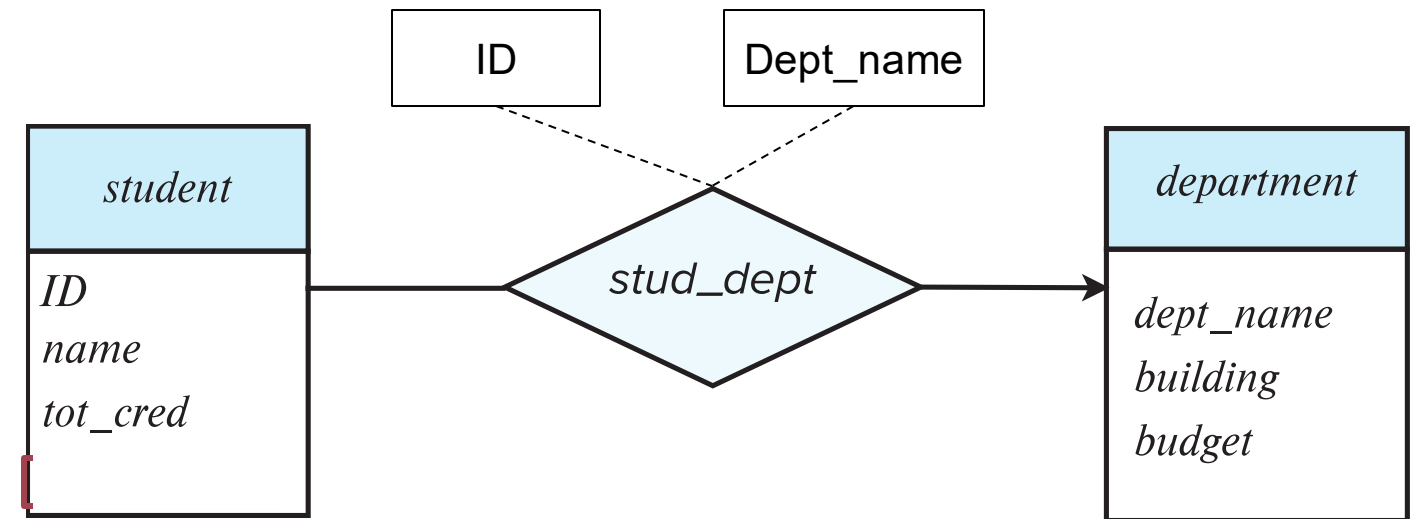 ID
Dept_name
student
department
stud_dept
ID
name
tot_cred
dept_name
building
budget